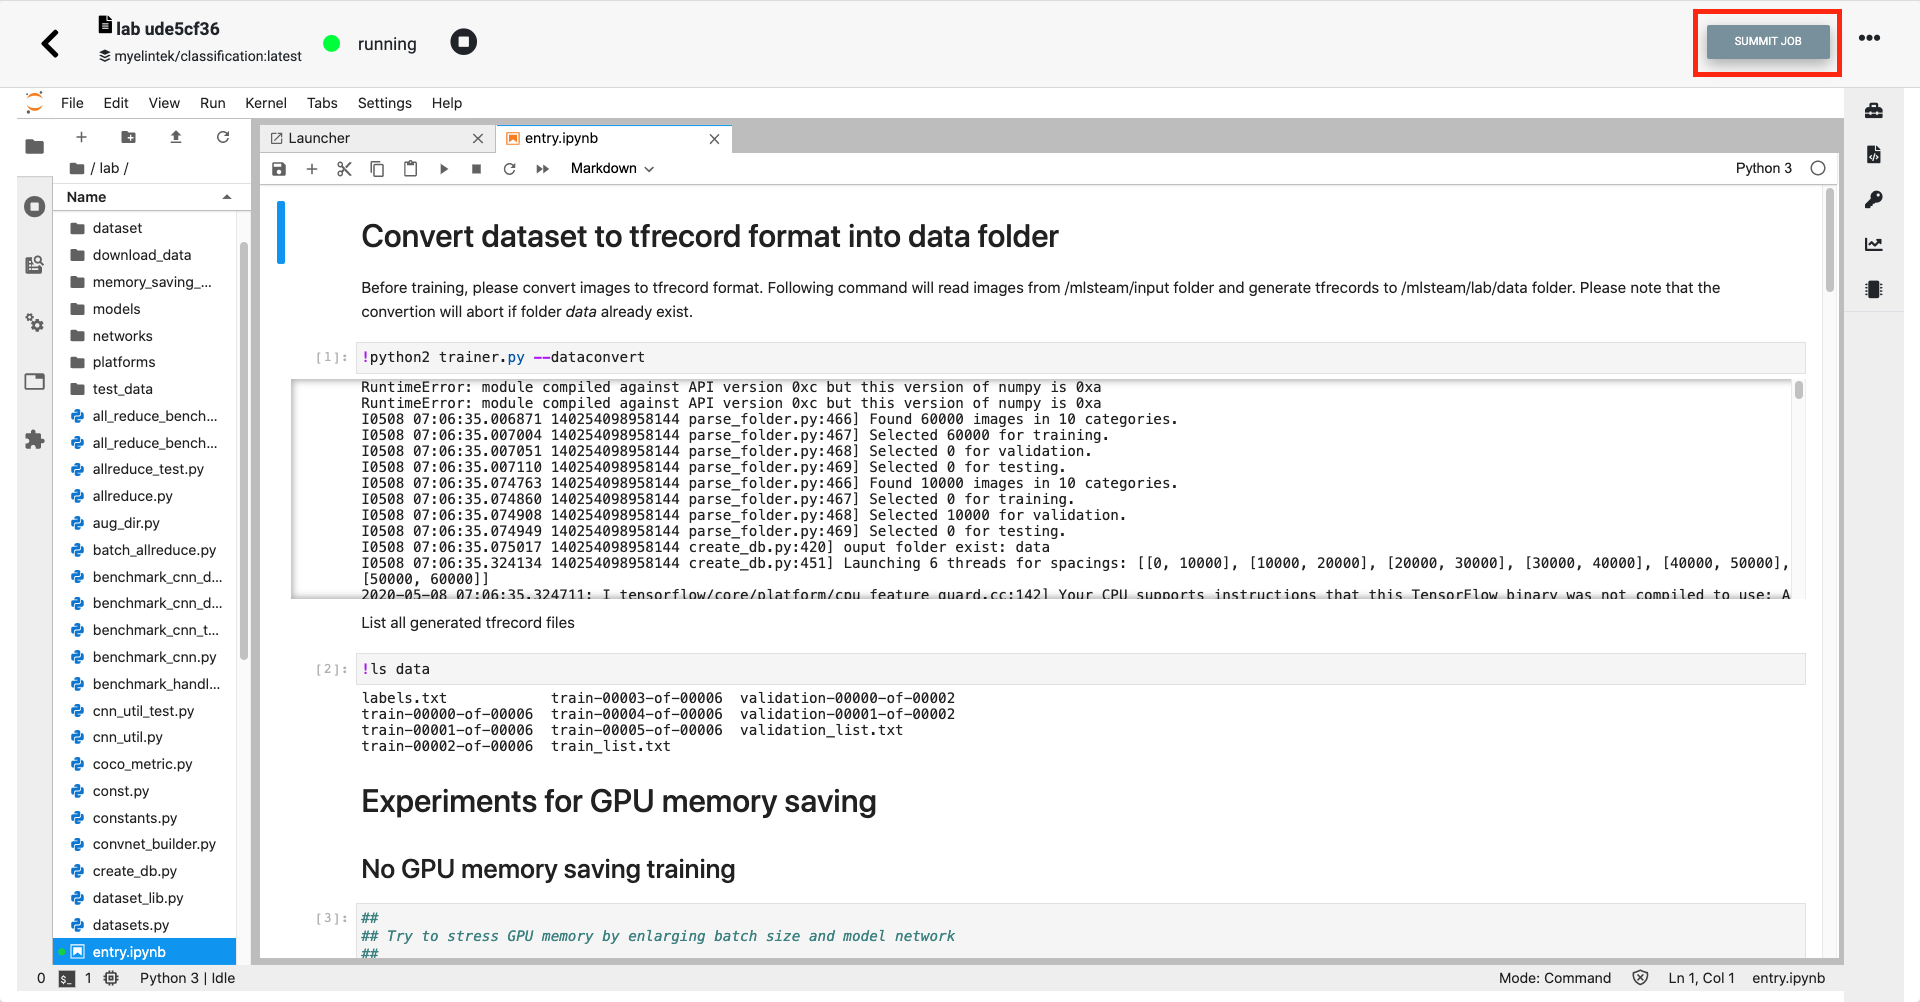 lab ude5cf36
myelintek/classification:latest
running
SUMMIT JOB
File Edit View Run Kernel Tabs Settings Help
Launcher
entry.ipynb
/ lab /
Markdown
Python 3
Name
dataset
download_data
memory_saving_...
models
networks
platforms
test_data
all_reduce_bench...
all_reduce_bench...
allreduce_test.py
allreduce.py
aug_dir.py
batch_allreduce.py
benchmark_cnn_d...
benchmark_cnn_d...
benchmark_cnn_t...
benchmark_cnn.py
benchmark_handl...
cnn_util_test.py
cnn_util.py
coco_metric.py
const.py
constants.py
convnet_builder.py
create_db.py
dataset_lib.py
datasets.py
entry.ipynb
Convert dataset to tfrecord format into data folder
Before training, please convert images to tfrecord format. Following command will read images from /mlsteam/input folder and generate tfrecords to /mlsteam/lab/data folder. Please note that the
convertion will abort if folder data already exist.
[1]: !python2 trainer.py --dataconvert
RuntimeError: module compiled against API version 0xc but this version of numpy is 0xa
RuntimeError: module compiled against API version 0xc but this version of numpy is 0xa
I0508 07:06:35.006871 140254098958144 parse_folder.py:466] Found 60000 images in 10 categories.
I0508 07:06:35.007004 140254098958144 parse_folder.py:467] Selected 60000 for training.
I0508 07:06:35.007051 140254098958144 parse_folder.py:468] Selected 0 for validation.
I0508 07:06:35.007110 140254098958144 parse_folder.py:469] Selected 0 for testing.
I0508 07:06:35.074763 140254098958144 parse_folder.py:466] Found 10000 images in 10 categories.
I0508 07:06:35.074860 140254098958144 parse_folder.py:467] Selected 0 for training.
I0508 07:06:35.074908 140254098958144 parse_folder.py:468] Selected 10000 for validation.
I0508 07:06:35.074949 140254098958144 parse_folder.py:469] Selected 0 for testing.
I0508 07:06:35.075017 140254098958144 create_db.py:420] ouput folder exist: data
I0508 07:06:35.324134 140254098958144 create_db.py:451] Launching 6 threads for spacings: [[0, 10000], [10000, 20000], [20000, 30000], [30000, 40000], [40000, 50000],
[50000, 60000]]
2020-05-08 07:06:35.324711: I tensorflow/core/platform/cpu_feature_guard.cc:142] Your CPU supports instructions that this TensorFlow binary was not compiled to use: A
List all generated tfrecord files
[2]: !ls data
labels.txt train-00003-of-00006 validation-00000-of-00002
train-00000-of-00006 train-00004-of-00006 validation-00001-of-00002
train-00001-of-00006 train-00005-of-00006 validation_list.txt
train-00002-of-00006 train_list.txt
Experiments for GPU memory saving
No GPU memory saving training
[3]: ##
## Try to stress GPU memory by enlarging batch size and model network
##
0 $_ 1 Python 3 | Idle
Mode: Command Ln 1, Col 1 entry.ipynb